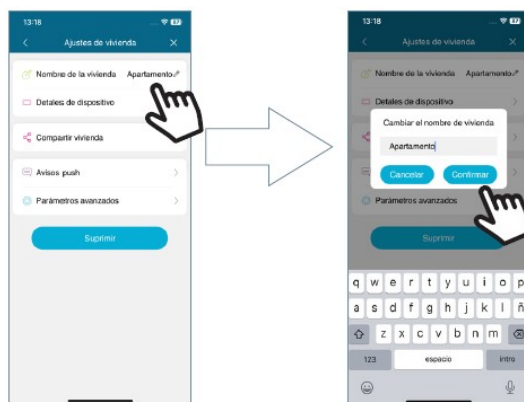 13:18
... 87
Ajustes de vivienda
Nombre de la vivienda Apartamento
Detalles de dispositivo
Compartir vivienda
Avisos push
Parámetros avanzados
Suprimir
13:18
... 87
Ajustes de vivienda
Nombre de la vivienda Apartamento
Detalles de dispositivo
Cambiar el nombre de vivienda
Apartamento
Cancelar Confirmar
Parámetros avanzados
Suprimir
q w e r t y u i o p
a s d f g h j k l ñ
z x c v b n m
123 espacio intro